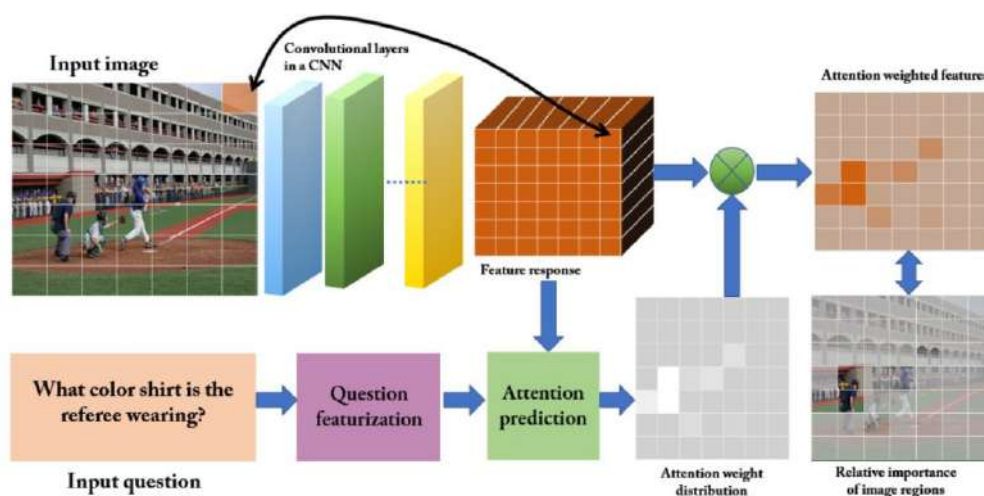 Input image
Convolutional layers
in a CNN
Attention weighted features
Feature response
What color shirt is the
referee wearing?
Question
featurization
Attention
prediction
Input question
Attention weight
distribution
Relative importance
of image regions